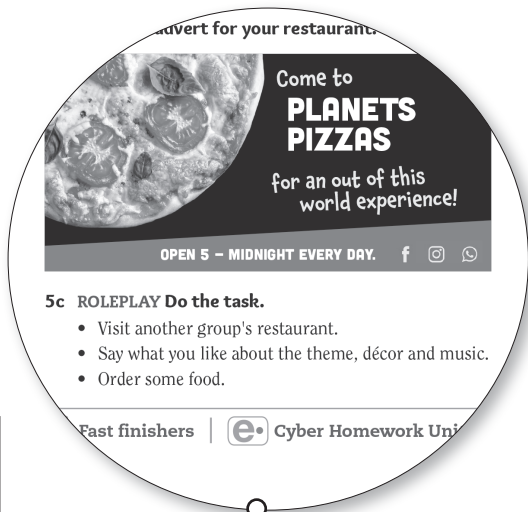 advert for your restaurant.
Come to
PLANETS
PIZZAS
for an out of this
world experience!
OPEN 5 – MIDNIGHT EVERY DAY.
5c ROLEPLAY Do the task.
• Visit another group's restaurant.
• Say what you like about the theme, décor and music.
• Order some food.
Fast finishers | e• Cyber Homework